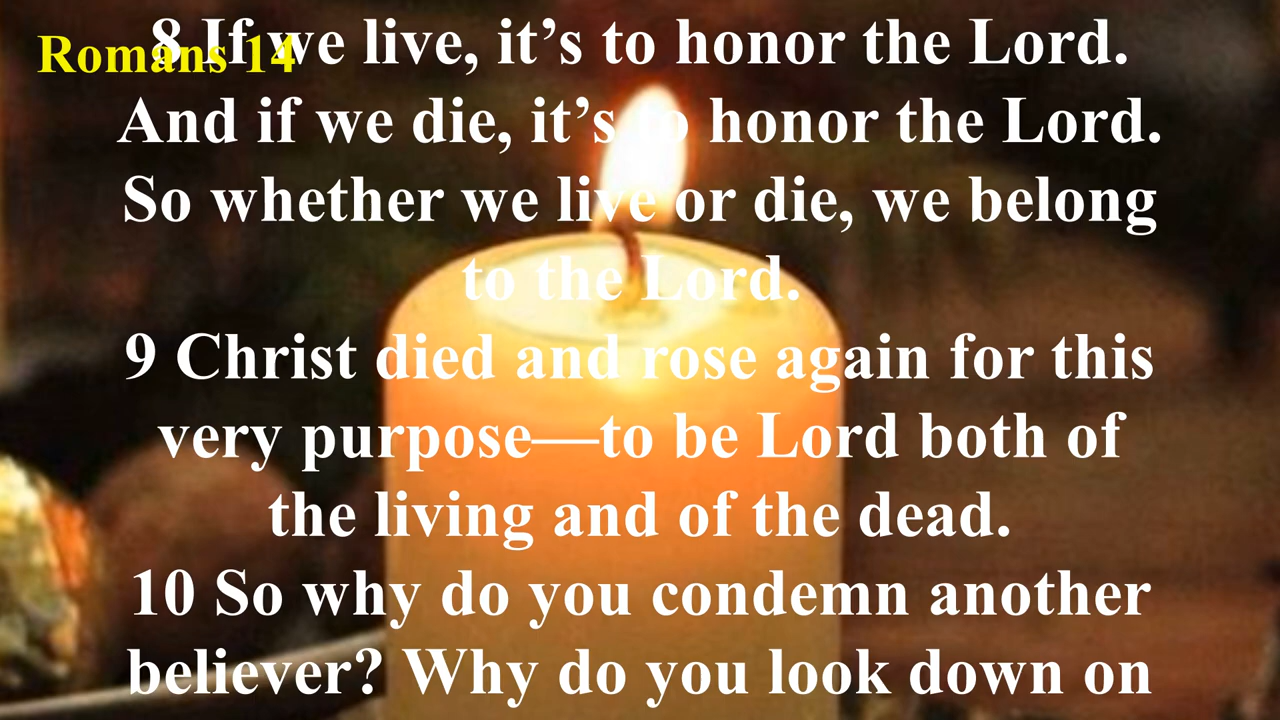 Romans 14
8 If we live, it’s to honor the Lord.
And if we die, it’s to honor the Lord.
So whether we live or die, we belong
to the Lord.
9 Christ died and rose again for this
very purpose—to be Lord both of
the living and of the dead.
10 So why do you condemn another
believer? Why do you look down on